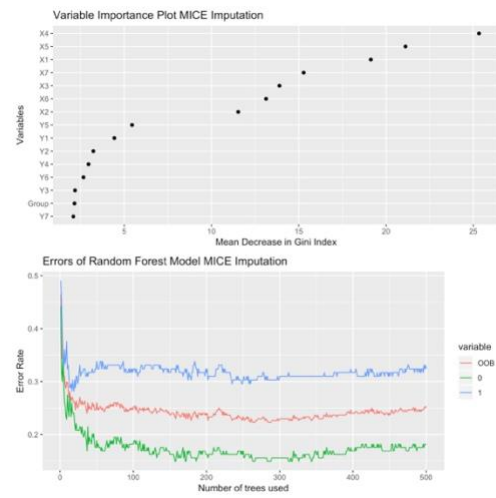 Variable Importance Plot MICE Imputation
X4
X5
X1
X7
X3
X6
X2
Y5
Y1
Y2
Y4
Y6
Y3
Group
Y7
Variables
5 10 15 20 25
Mean Decrease in Gini Index
Errors of Random Forest Model MICE Imputation
0.5
0.4
0.3
0.2
Error Rate
0 100 200 300 400 500
Number of trees used
variable
OOB
0
1